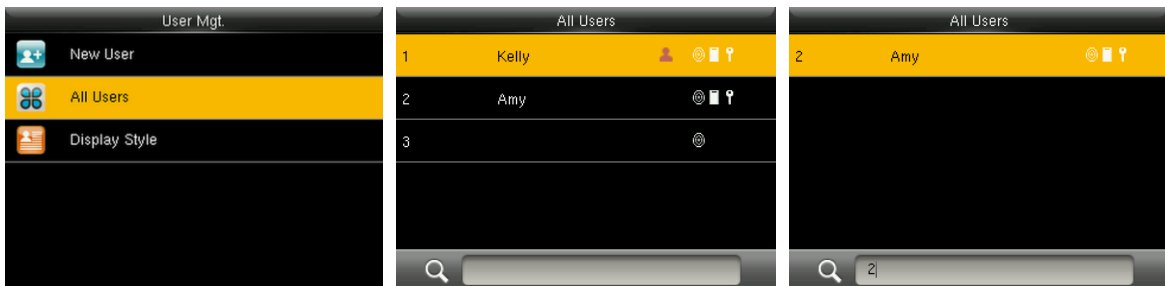 User Mgt.
New User
All Users
Display Style
All Users
1 Kelly
2 Amy
3
All Users
2 Amy
2